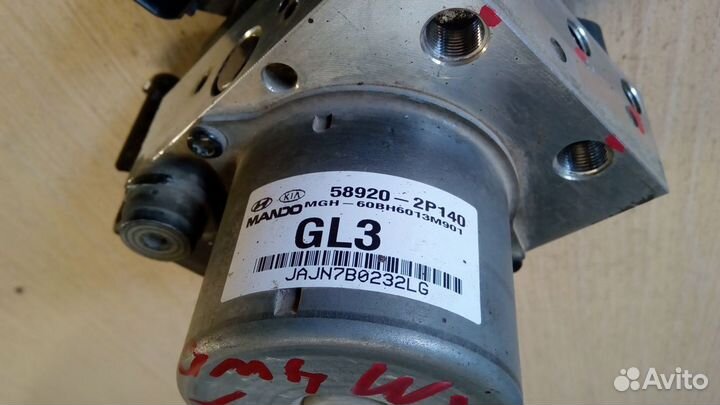 KIA 58920-2P140
MANDO MGH-60BH6013M901
GL3
JAJN7B0232LG
Avito